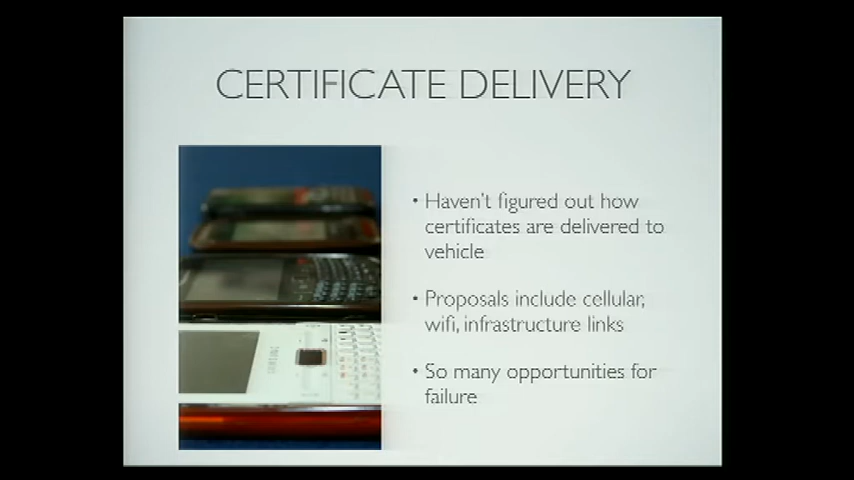 CERTIFICATE DELIVERY
• Haven't figured out how
certificates are delivered to
vehicle
• Proposals include cellular,
wifi, infrastructure links
• So many opportunities for
failure